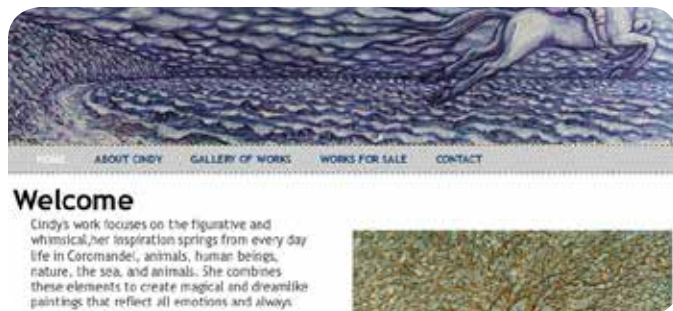 HOME ABOUT CINDY GALLERY OF WORKS WORKS FOR SALE CONTACT
Welcome
Cindy's work focuses on the figurative and
whimsical,her inspiration springs from every day
life in Coromandel, animals, human beings,
nature, the sea, and animals. She combines
these elements to create magical and dreamlike
paintings that reflect all emotions and always